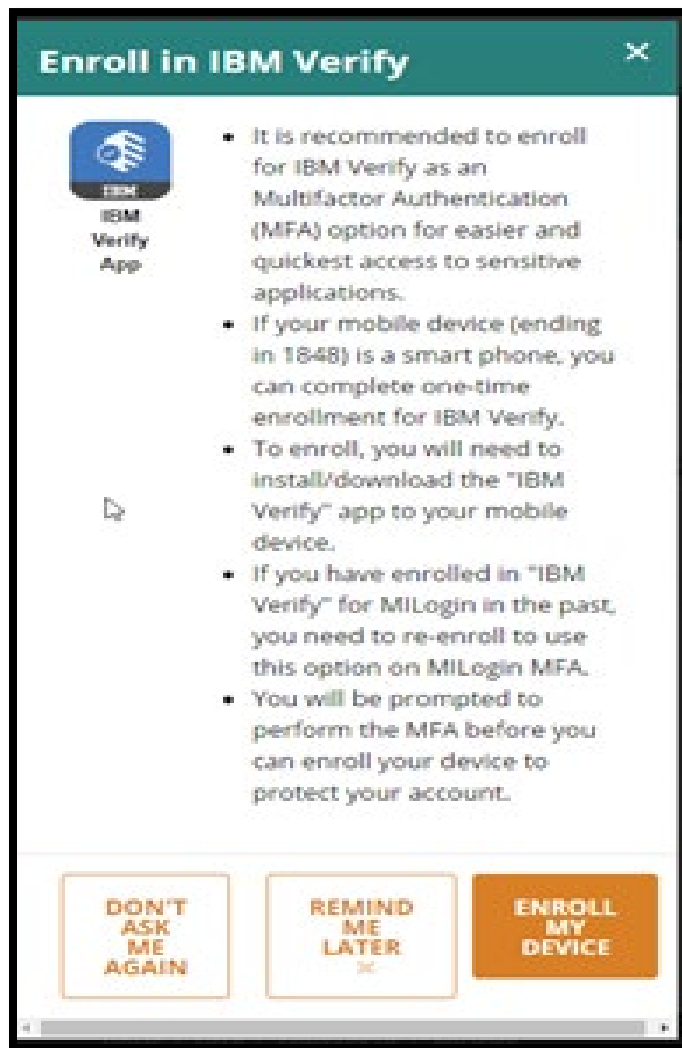 Enroll in IBM Verify
×
IBM
IBM
Verify
App
• It is recommended to enroll
for IBM Verify as an
Multifactor Authentication
(MFA) option for easier and
quickest access to sensitive
applications.
• If your mobile device (ending
in 1848) is a smart phone, you
can complete one-time
enrollment for IBM Verify.
• To enroll, you will need to
install/download the "IBM
Verify" app to your mobile
device.
• If you have enrolled in "IBM
Verify" for MILogin in the past,
you need to re-enroll to use
this option on MILogin MFA.
• You will be prompted to
perform the MFA before you
can enroll your device to
protect your account.
DON'T
ASK
ME
AGAIN
REMIND
ME
LATER
×
ENROLL
MY
DEVICE